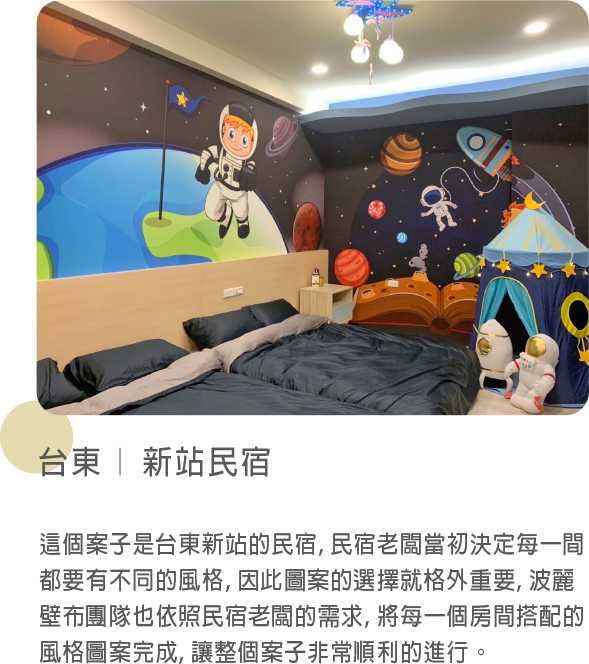 台東｜新站民宿
這個案子是台東新站的民宿, 民宿老闆當初決定每一間
都要有不同的風格, 因此圖案的選擇就格外重要, 波麗
壁布團隊也依照民宿老闆的需求, 將每一個房間搭配的
風格圖案完成, 讓整個案子非常順利的進行。